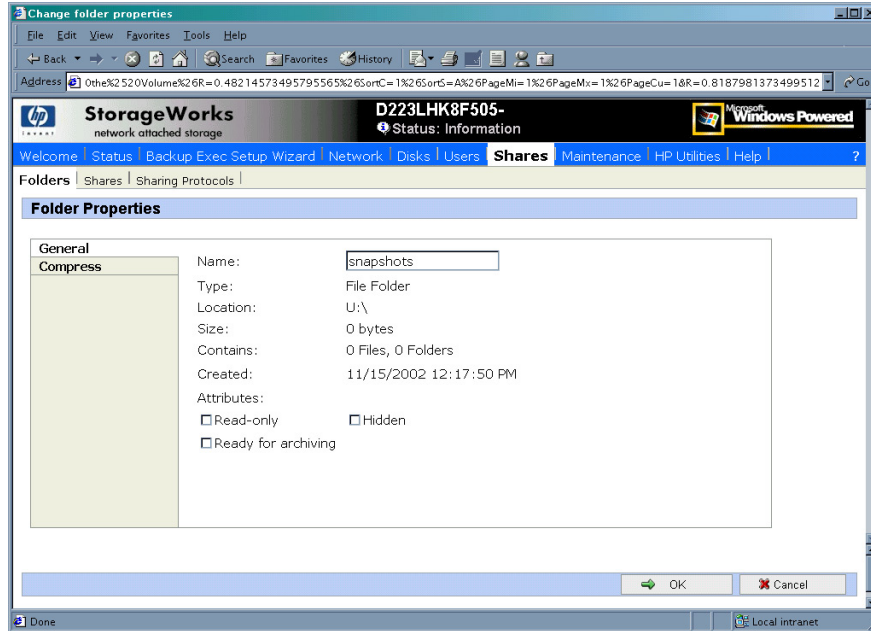 Change folder properties
File Edit View Favorites Tools Help
Back Search Favorites History
Address 0the%2520Volume%26R=0.48214573495795565%26SortC=1%26SortS=A%26PageMi=1%26PageMx=1%26PageCu=1&R=0.8187981373499512 Go
hp StorageWorks D223LHK8F505- Microsoft Windows Powered
invent network attached storage Status: Information
Welcome Status Backup Exec Setup Wizard Network Disks Users Shares Maintenance HP Utilities Help ?
Folders Shares Sharing Protocols
Folder Properties
General
Compress
Name: snapshots
Type: File Folder
Location: U:\
Size: 0 bytes
Contains: 0 Files, 0 Folders
Created: 11/15/2002 12:17:50 PM
Attributes:
Read-only Hidden
Ready for archiving
OK Cancel
Done Local intranet